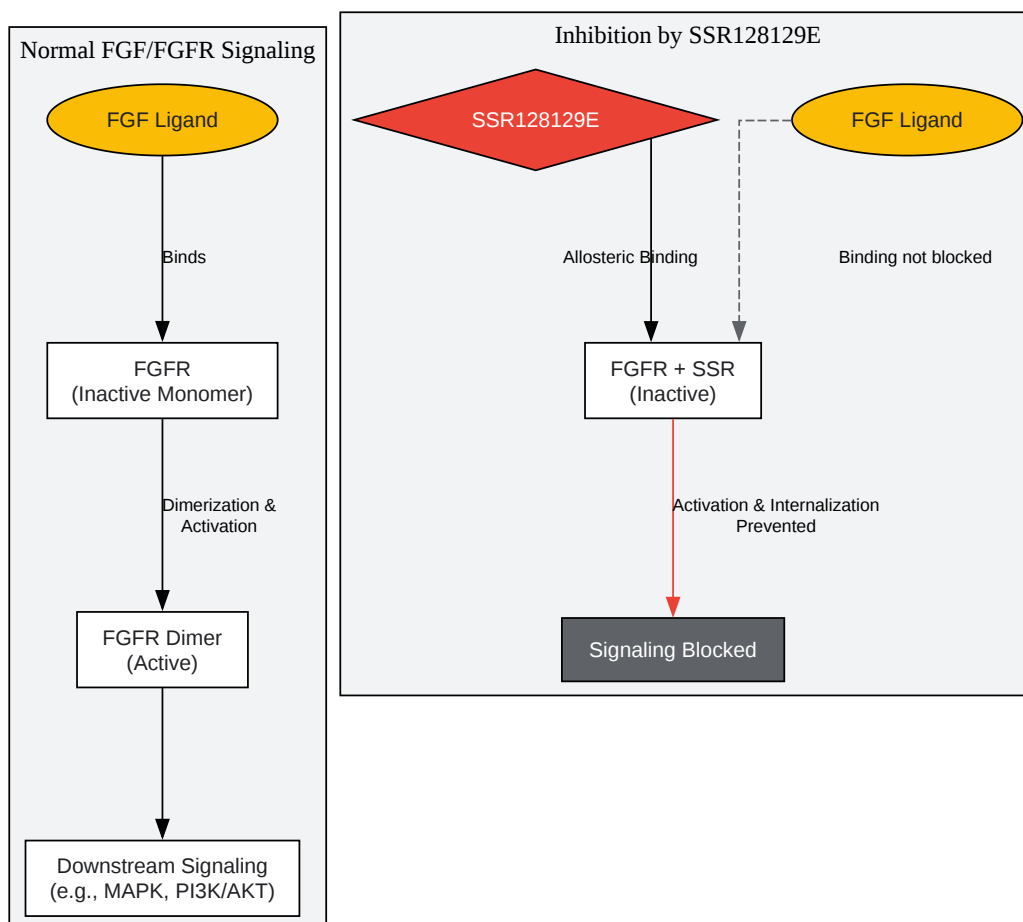 Normal FGF/FGFR Signaling
FGF Ligand
Binds
FGFR
(Inactive Monomer)
Dimerization &
Activation
FGFR Dimer
(Active)
Downstream Signaling
(e.g., MAPK, PI3K/AKT)
Inhibition by SSR128129E
SSR128129E
FGF Ligand
Allosteric Binding
Binding not blocked
FGFR + SSR
(Inactive)
Activation & Internalization
Prevented
Signaling Blocked